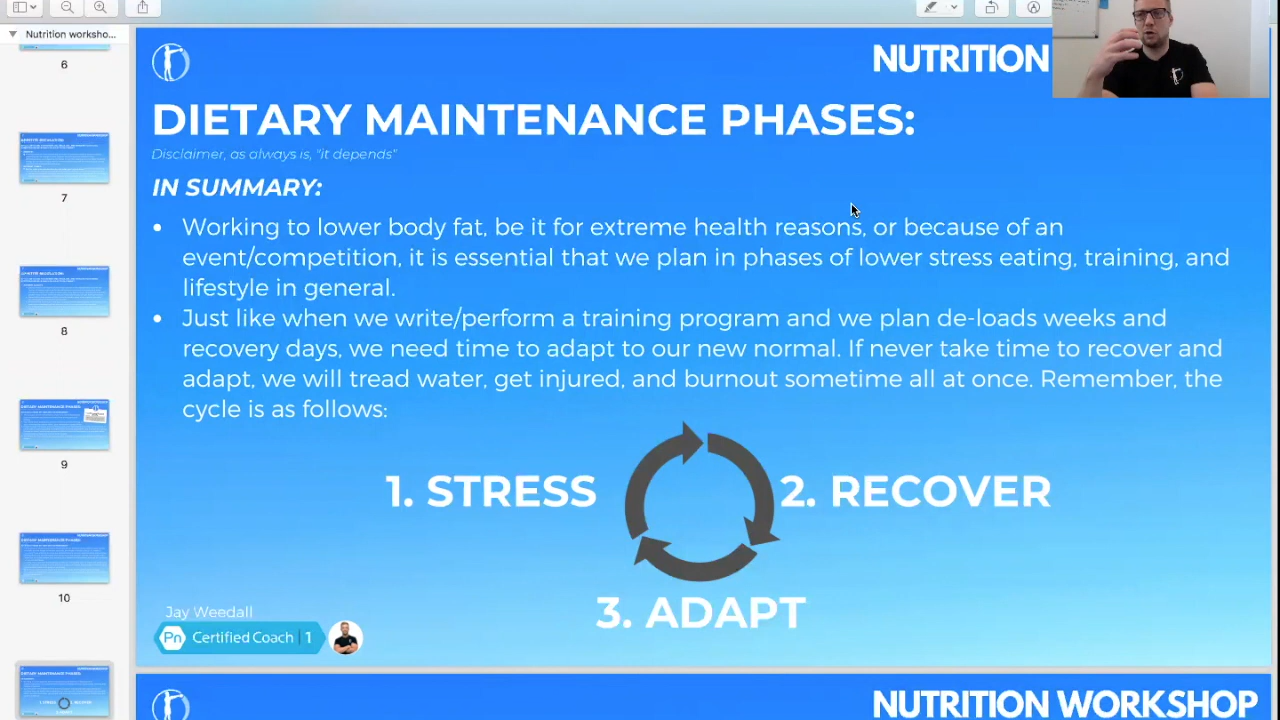 Nutrition worksho...
6
7
8
9
10
NUTRITION
DIETARY MAINTENANCE PHASES:
Disclaimer, as always is, "it depends"
IN SUMMARY:
• Working to lower body fat, be it for extreme health reasons, or because of an
event/competition, it is essential that we plan in phases of lower stress eating, training, and
lifestyle in general.
• Just like when we write/perform a training program and we plan de-loads weeks and
recovery days, we need time to adapt to our new normal. If never take time to recover and
adapt, we will tread water, get injured, and burnout sometime all at once. Remember, the
cycle is as follows:
1. STRESS
2. RECOVER
3. ADAPT
Jay Weedall
Pn Certified Coach | 1
NUTRITION WORKSHOP